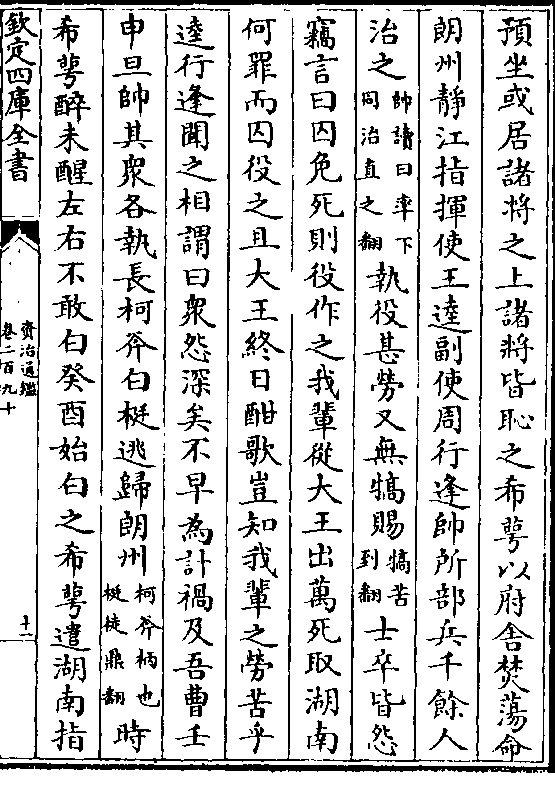 預坐或居諸將之上諸將皆恥之希萼以府舍焚蕩命
朗州靜江指揮使王逵副使周行逢帥所部兵千餘人
治之帥讀曰率下同治直之翻執役甚勞又無犒賜犒苦到翻士卒皆怨
竊言曰囚免死則役作之我輩從大王出萬死取湖南
何罪而囚役之且大王終日酣歌豈知我輩之勞苦乎
逵行逢聞之相謂曰衆怨深矣不早為計禍及吾曹壬
申旦帥其衆各執長柯斧白梃逃歸朗州柯斧柄也梃徒鼎翻時
希萼醉未醒左右不敢白癸酉始白之希萼遣湖南指
欽定四庫全書
資治通鑑
卷二百九十
十一